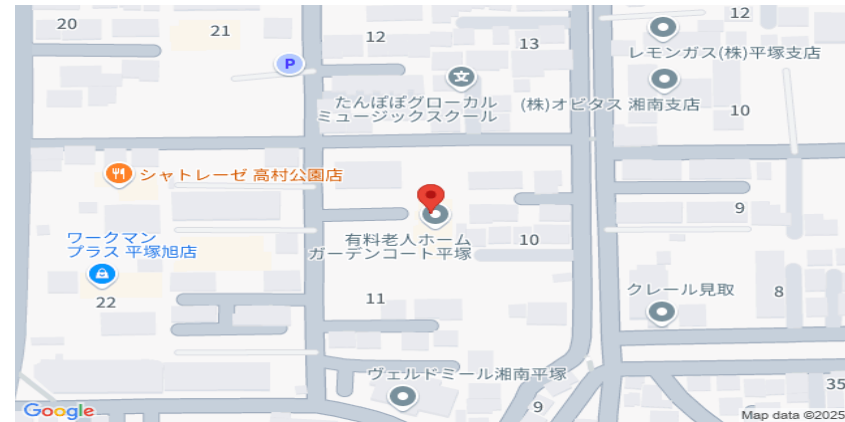 20
21
12
13
12
P
レモンガス(株)平塚支店
文
たんぽぽグローカル
ミュージックスクール
(株)オビタス 湘南支店
10
シャトレーゼ 高村公園店
9
ワークマン
プラス 平塚旭店
有料老人ホーム
ガーデンコート平塚
10
22
11
クレール見取
8
ヴェルドミール湘南平塚
35
9
Google
Map data ©2025